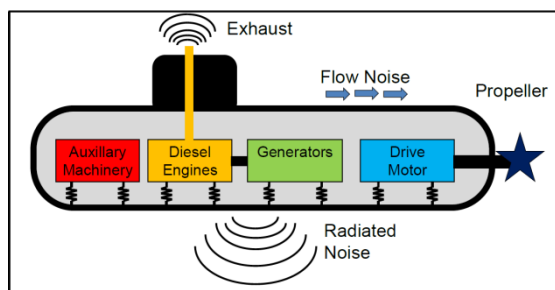 Exhaust
Flow Noise
Propeller
Auxillary
Machinery
Diesel
Engines
Generators
Drive
Motor
Radiated
Noise